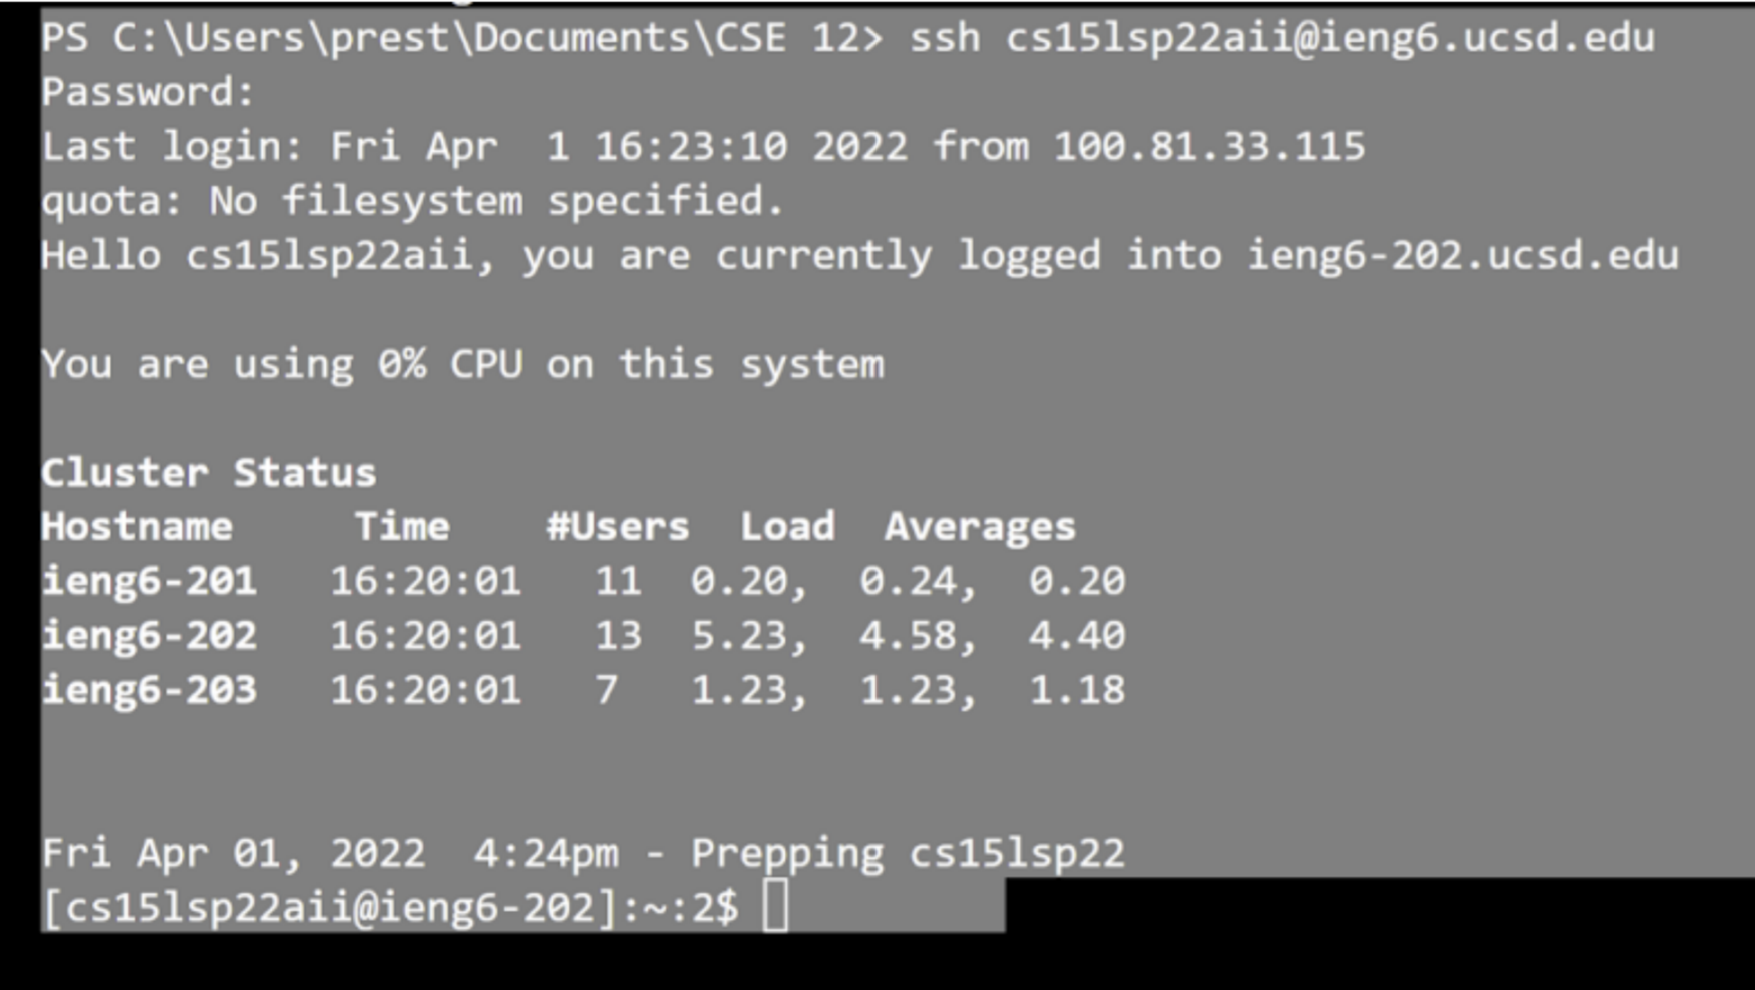 PS C:\Users\prest\Documents\CSE 12> ssh cs15lsp22aii@ieng6.ucsd.edu
Password:
Last login: Fri Apr  1 16:23:10 2022 from 100.81.33.115
quota: No filesystem specified.
Hello cs15lsp22aii, you are currently logged into ieng6-202.ucsd.edu
You are using 0% CPU on this system
Cluster Status
Hostname     Time    #Users  Load  Averages
ieng6-201   16:20:01   11  0.20,  0.24,  0.20
ieng6-202   16:20:01   13  5.23,  4.58,  4.40
ieng6-203   16:20:01   7   1.23,  1.23,  1.18
Fri Apr 01, 2022  4:24pm - Prepping cs15lsp22
[cs15lsp22aii@ieng6-202]:~:2$